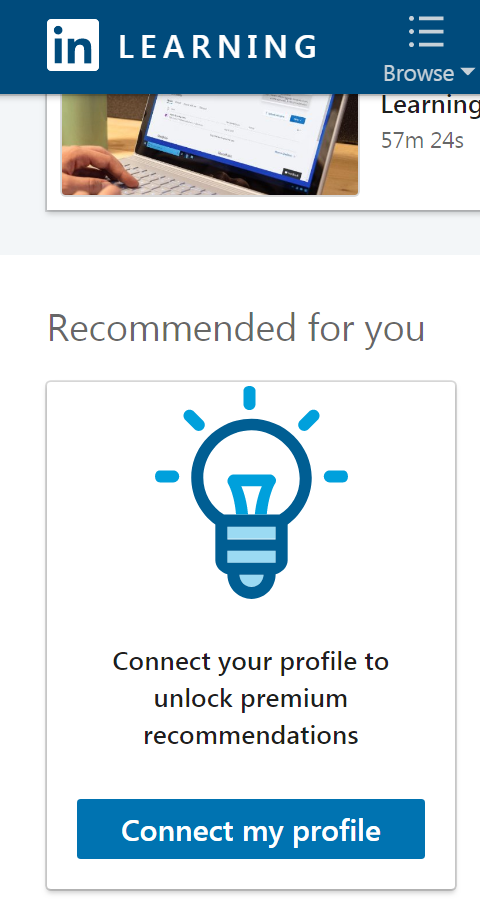 in LEARNING
Browse
Learning
57m 24s
Recommended for you
Connect your profile to
unlock premium
recommendations
Connect my profile